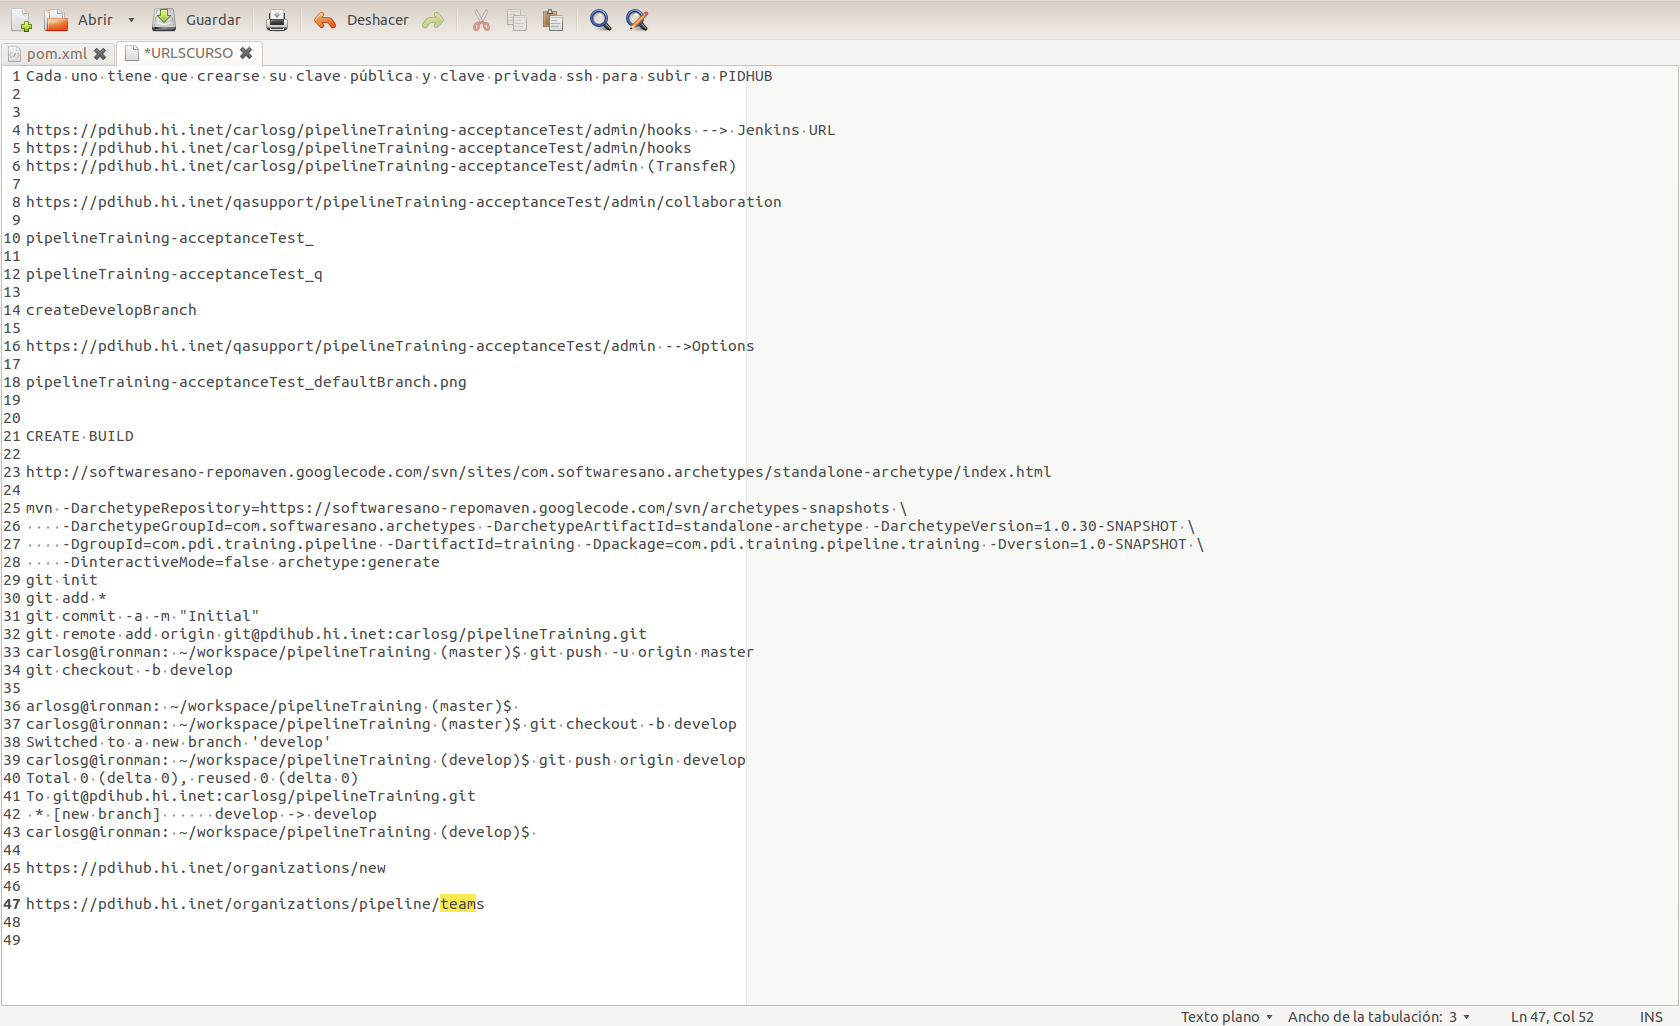 Abrir Guardar Deshacer
pom.xml *URLSCURSO
1 Cada uno tiene que crearse su clave pública y clave privada ssh para subir a PIDHUB
2
3
4 https://pdihub.hi.inet/carlosg/pipelineTraining-acceptanceTest/admin/hooks --> Jenkins URL
5 https://pdihub.hi.inet/carlosg/pipelineTraining-acceptanceTest/admin/hooks
6 https://pdihub.hi.inet/carlosg/pipelineTraining-acceptanceTest/admin (TransfeR)
7
8 https://pdihub.hi.inet/qasupport/pipelineTraining-acceptanceTest/admin/collaboration
9
10 pipelineTraining-acceptanceTest_
11
12 pipelineTraining-acceptanceTest_q
13
14 createDevelopBranch
15
16 https://pdihub.hi.inet/qasupport/pipelineTraining-acceptanceTest/admin -->Options
17
18 pipelineTraining-acceptanceTest_defaultBranch.png
19
20
21 CREATE BUILD
22
23 http://softwaresano-repomaven.googlecode.com/svn/sites/com.softwaresano.archetypes/standalone-archetype/index.html
24
25 mvn -DarchetypeRepository=https://softwaresano-repomaven.googlecode.com/svn/archetypes-snapshots \
26     -DarchetypeGroupId=com.softwaresano.archetypes -DarchetypeArtifactId=standalone-archetype -DarchetypeVersion=1.0.30-SNAPSHOT \
27     -DgroupId=com.pdi.training.pipeline -DartifactId=training -Dpackage=com.pdi.training.pipeline.training -Dversion=1.0-SNAPSHOT \
28     -DinteractiveMode=false archetype:generate
29 git init
30 git add *
31 git commit -a -m "Initial"
32 git remote add origin git@pdihub.hi.inet:carlosg/pipelineTraining.git
33 carlosg@ironman: ~/workspace/pipelineTraining (master)$ git push -u origin master
34 git checkout -b develop
35
36 arlosg@ironman: ~/workspace/pipelineTraining (master)$
37 carlosg@ironman: ~/workspace/pipelineTraining (master)$ git checkout -b develop
38 Switched to a new branch 'develop'
39 carlosg@ironman: ~/workspace/pipelineTraining (develop)$ git push origin develop
40 Total 0 (delta 0), reused 0 (delta 0)
41 To git@pdihub.hi.inet:carlosg/pipelineTraining.git
42  * [new branch]      develop -> develop
43 carlosg@ironman: ~/workspace/pipelineTraining (develop)$
44
45 https://pdihub.hi.inet/organizations/new
46
47 https://pdihub.hi.inet/organizations/pipeline/teams
48
49
Texto plano Ancho de la tabulación: 3 Ln 47, Col 52 INS